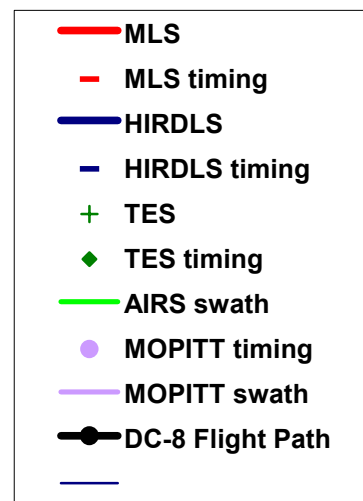 MLS
MLS timing
HIRDLS
HIRDLS timing
TES
TES timing
AIRS swath
MOPITT timing
MOPITT swath
DC-8 Flight Path